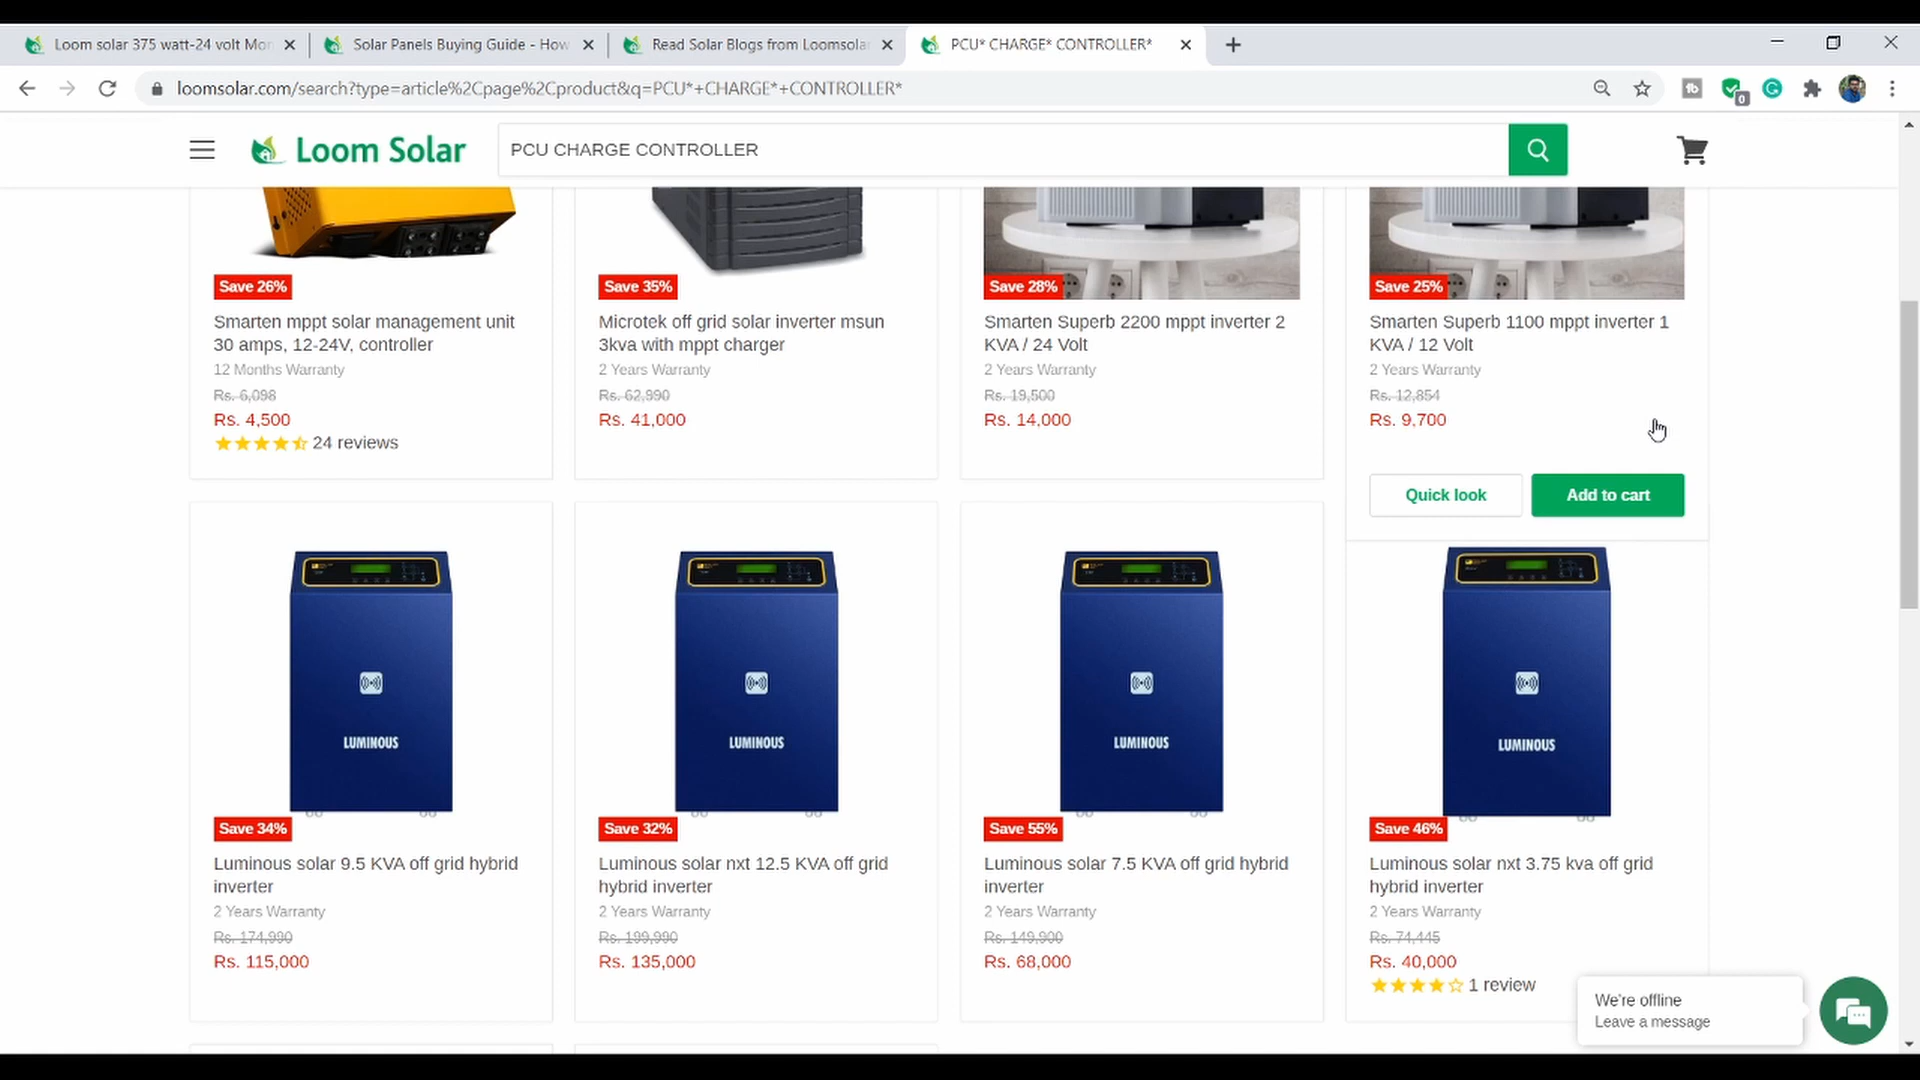 Loom solar 375 watt-24 volt Mon
Solar Panels Buying Guide - How
Read Solar Blogs from Loomsolar
PCU* CHARGE* CONTROLLER*
loomsolar.com/search?type=article%2Cpage%2Cproduct&q=PCU*+CHARGE*+CONTROLLER*
0
Loom Solar
PCU CHARGE CONTROLLER
Save 26%
Smarten mppt solar management unit
30 amps, 12-24V, controller
12 Months Warranty
Rs. 6,098
Rs. 4,500
24 reviews
Save 35%
Microtek off grid solar inverter msun
3kva with mppt charger
2 Years Warranty
Rs. 62,990
Rs. 41,000
Save 28%
Smarten Superb 2200 mppt inverter 2
KVA / 24 Volt
2 Years Warranty
Rs. 19,500
Rs. 14,000
Save 25%
Smarten Superb 1100 mppt inverter 1
KVA / 12 Volt
2 Years Warranty
Rs. 12,854
Rs. 9,700
Quick look
Add to cart
LUMINOUS
Save 34%
Luminous solar 9.5 KVA off grid hybrid
inverter
2 Years Warranty
Rs. 174,990
Rs. 115,000
LUMINOUS
Save 32%
Luminous solar nxt 12.5 KVA off grid
hybrid inverter
2 Years Warranty
Rs. 199,990
Rs. 135,000
LUMINOUS
Save 55%
Luminous solar 7.5 KVA off grid hybrid
inverter
2 Years Warranty
Rs. 149,900
Rs. 68,000
LUMINOUS
Save 46%
Luminous solar nxt 3.75 kva off grid
hybrid inverter
2 Years Warranty
Rs. 74,445
Rs. 40,000
1 review
We're offline
Leave a message